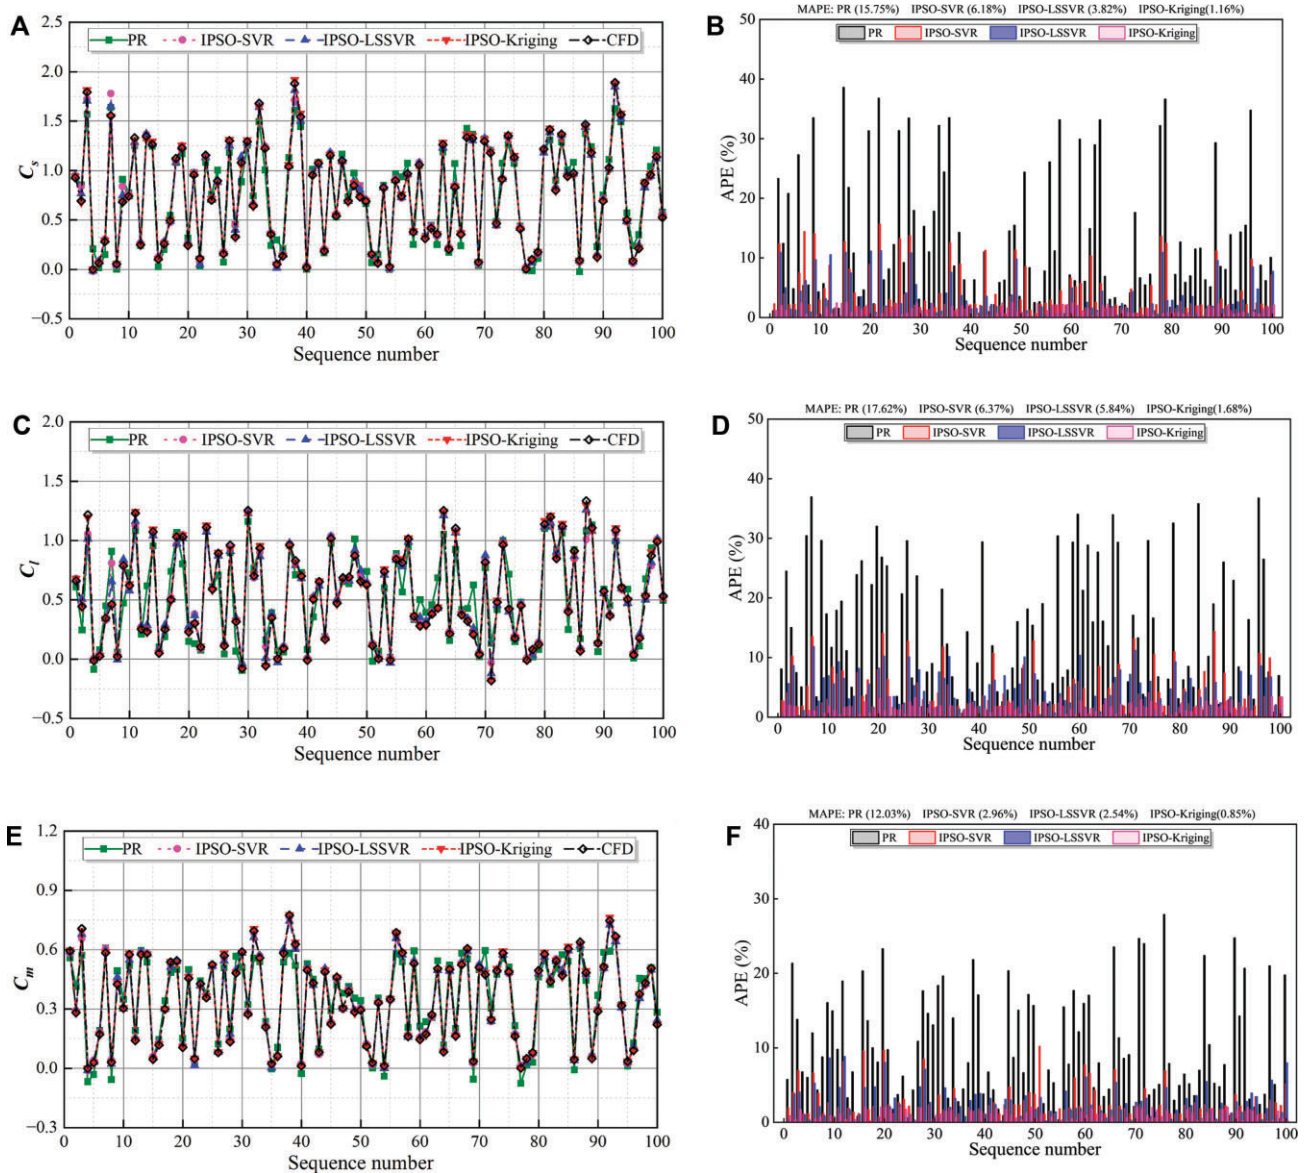 A
PR IPSO-SVR IPSO-LSSVR IPSO-Kriging CFD
2.5
2.0
1.5
1.0
0.5
0.0
−0.5
Cs
0 10 20 30 40 50 60 70 80 90 100
Sequence number
B
MAPE: PR (15.75%) IPSO-SVR (6.18%) IPSO-LSSVR (3.82%) IPSO-Kriging(1.16%)
PR IPSO-SVR IPSO-LSSVR IPSO-Kriging
50
40
30
20
10
0
APE (%)
0 10 20 30 40 50 60 70 80 90 100
Sequence number
C
PR IPSO-SVR IPSO-LSSVR IPSO-Kriging CFD
2.0
1.5
1.0
0.5
0.0
−0.5
Cl
0 10 20 30 40 50 60 70 80 90 100
Sequence number
D
MAPE: PR (17.62%) IPSO-SVR (6.37%) IPSO-LSSVR (5.84%) IPSO-Kriging(1.68%)
PR IPSO-SVR IPSO-LSSVR IPSO-Kriging
50
40
30
20
10
0
APE (%)
0 10 20 30 40 50 60 70 80 90 100
Sequence number
E
PR IPSO-SVR IPSO-LSSVR IPSO-Kriging CFD
1.2
0.9
0.6
0.3
0.0
−0.3
Cm
0 10 20 30 40 50 60 70 80 90 100
Sequence number
F
MAPE: PR (12.03%) IPSO-SVR (2.96%) IPSO-LSSVR (2.54%) IPSO-Kriging(0.85%)
PR IPSO-SVR IPSO-LSSVR IPSO-Kriging
40
30
20
10
0
APE (%)
0 10 20 30 40 50 60 70 80 90 100
Sequence number